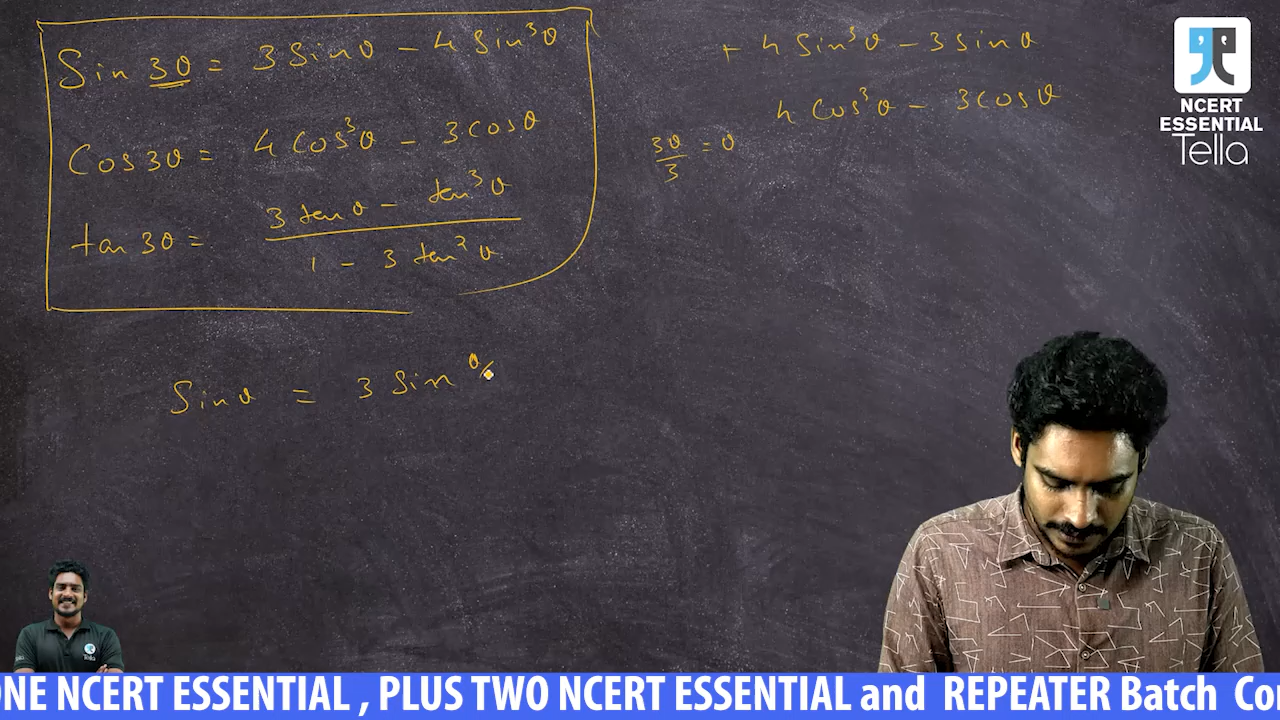 Sin 3θ = 3 Sinθ - 4 Sin³θ
Cos 3θ = 4 Cos³θ - 3 cosθ
tan 3θ = (3 tanθ - tan³θ) / (1 - 3 tan²θ)
+ 4 Sin³θ - 3 sinθ
4 Cos³θ - 3 cosθ
3θ/3 = θ
Sinθ = 3 Sin θ/
NCERT
ESSENTIAL
Tella
Tella
ONE NCERT ESSENTIAL , PLUS TWO NCERT ESSENTIAL and REPEATER Batch Co